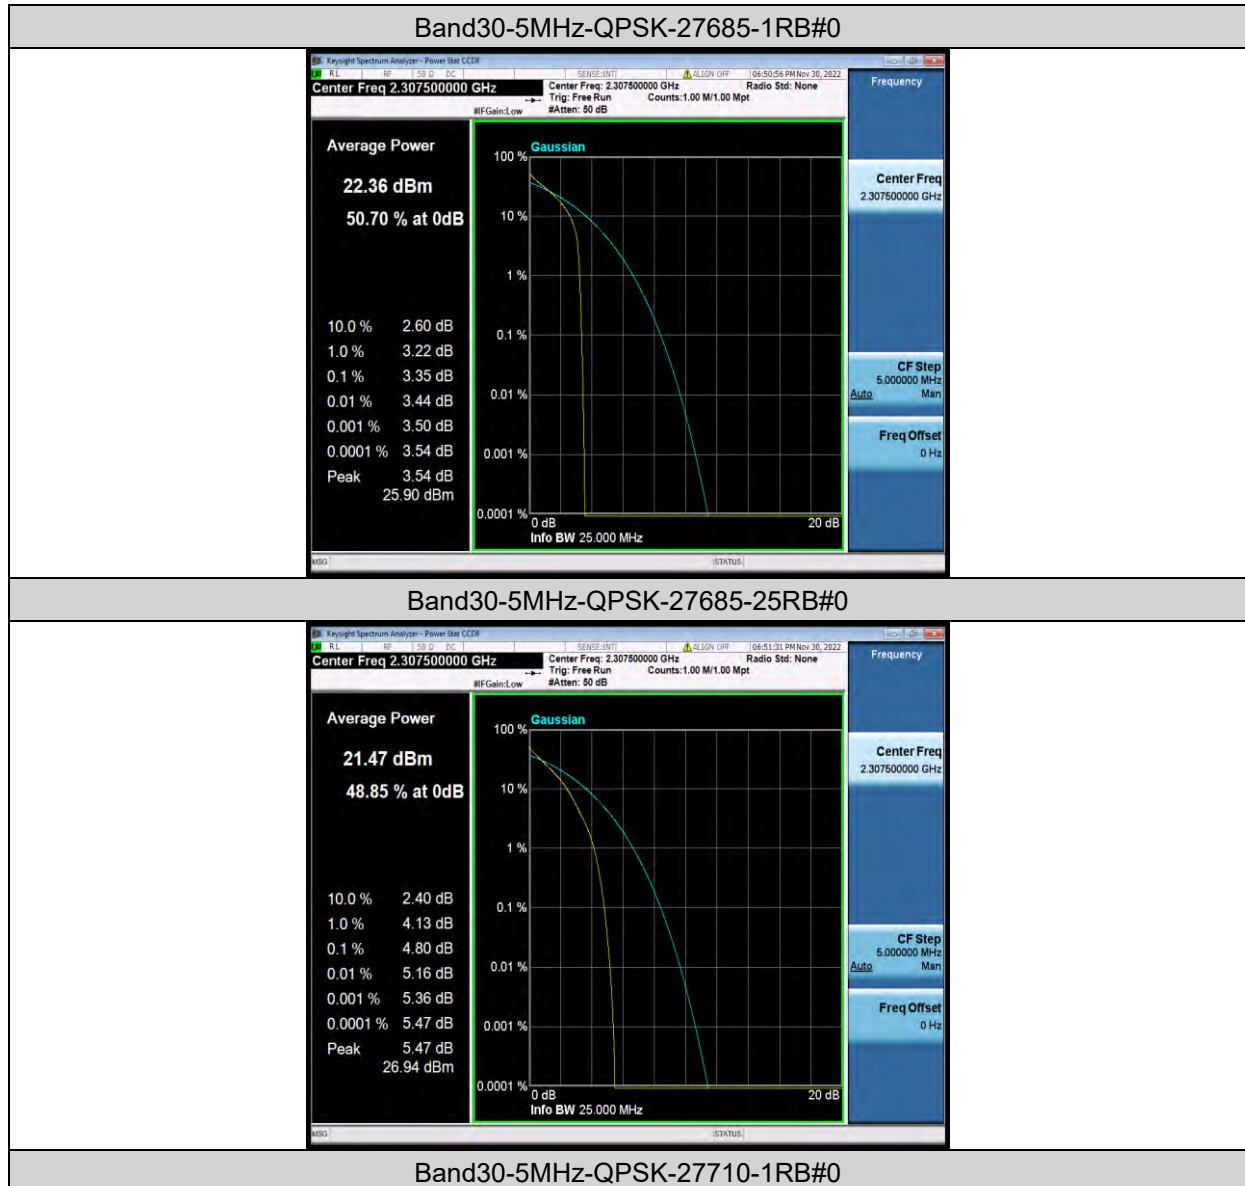 Band30-5MHz-QPSK-27685-1RB#0
Keysight Spectrum Analyzer - Power Stat CCDF
RL RF 50 Ω DC SENSE:INT ALIGN OFF 06:50:56 PM Nov 30, 2022
Center Freq 2.307500000 GHz
Center Freq: 2.307500000 GHz Radio Std: None
Trig: Free Run Counts:1.00 M/1.00 Mpt
#IFGain:Low #Atten: 50 dB
Frequency
Average Power
22.36 dBm
50.70 % at 0dB
10.0 % 2.60 dB
1.0 % 3.22 dB
0.1 % 3.35 dB
0.01 % 3.44 dB
0.001 % 3.50 dB
0.0001 % 3.54 dB
Peak 3.54 dB
25.90 dBm
Gaussian
100 %
10 %
1 %
0.1 %
0.01 %
0.001 %
0.0001 %
0 dB 20 dB
Info BW 25.000 MHz
Center Freq
2.307500000 GHz
CF Step
5.000000 MHz
Auto Man
Freq Offset
0 Hz
MSG STATUS
Band30-5MHz-QPSK-27685-25RB#0
Keysight Spectrum Analyzer - Power Stat CCDF
RL RF 50 Ω DC SENSE:INT ALIGN OFF 06:51:31 PM Nov 30, 2022
Center Freq 2.307500000 GHz
Center Freq: 2.307500000 GHz Radio Std: None
Trig: Free Run Counts:1.00 M/1.00 Mpt
#IFGain:Low #Atten: 50 dB
Frequency
Average Power
21.47 dBm
48.85 % at 0dB
10.0 % 2.40 dB
1.0 % 4.13 dB
0.1 % 4.80 dB
0.01 % 5.16 dB
0.001 % 5.36 dB
0.0001 % 5.47 dB
Peak 5.47 dB
26.94 dBm
Gaussian
100 %
10 %
1 %
0.1 %
0.01 %
0.001 %
0.0001 %
0 dB 20 dB
Info BW 25.000 MHz
Center Freq
2.307500000 GHz
CF Step
5.000000 MHz
Auto Man
Freq Offset
0 Hz
MSG STATUS
Band30-5MHz-QPSK-27710-1RB#0